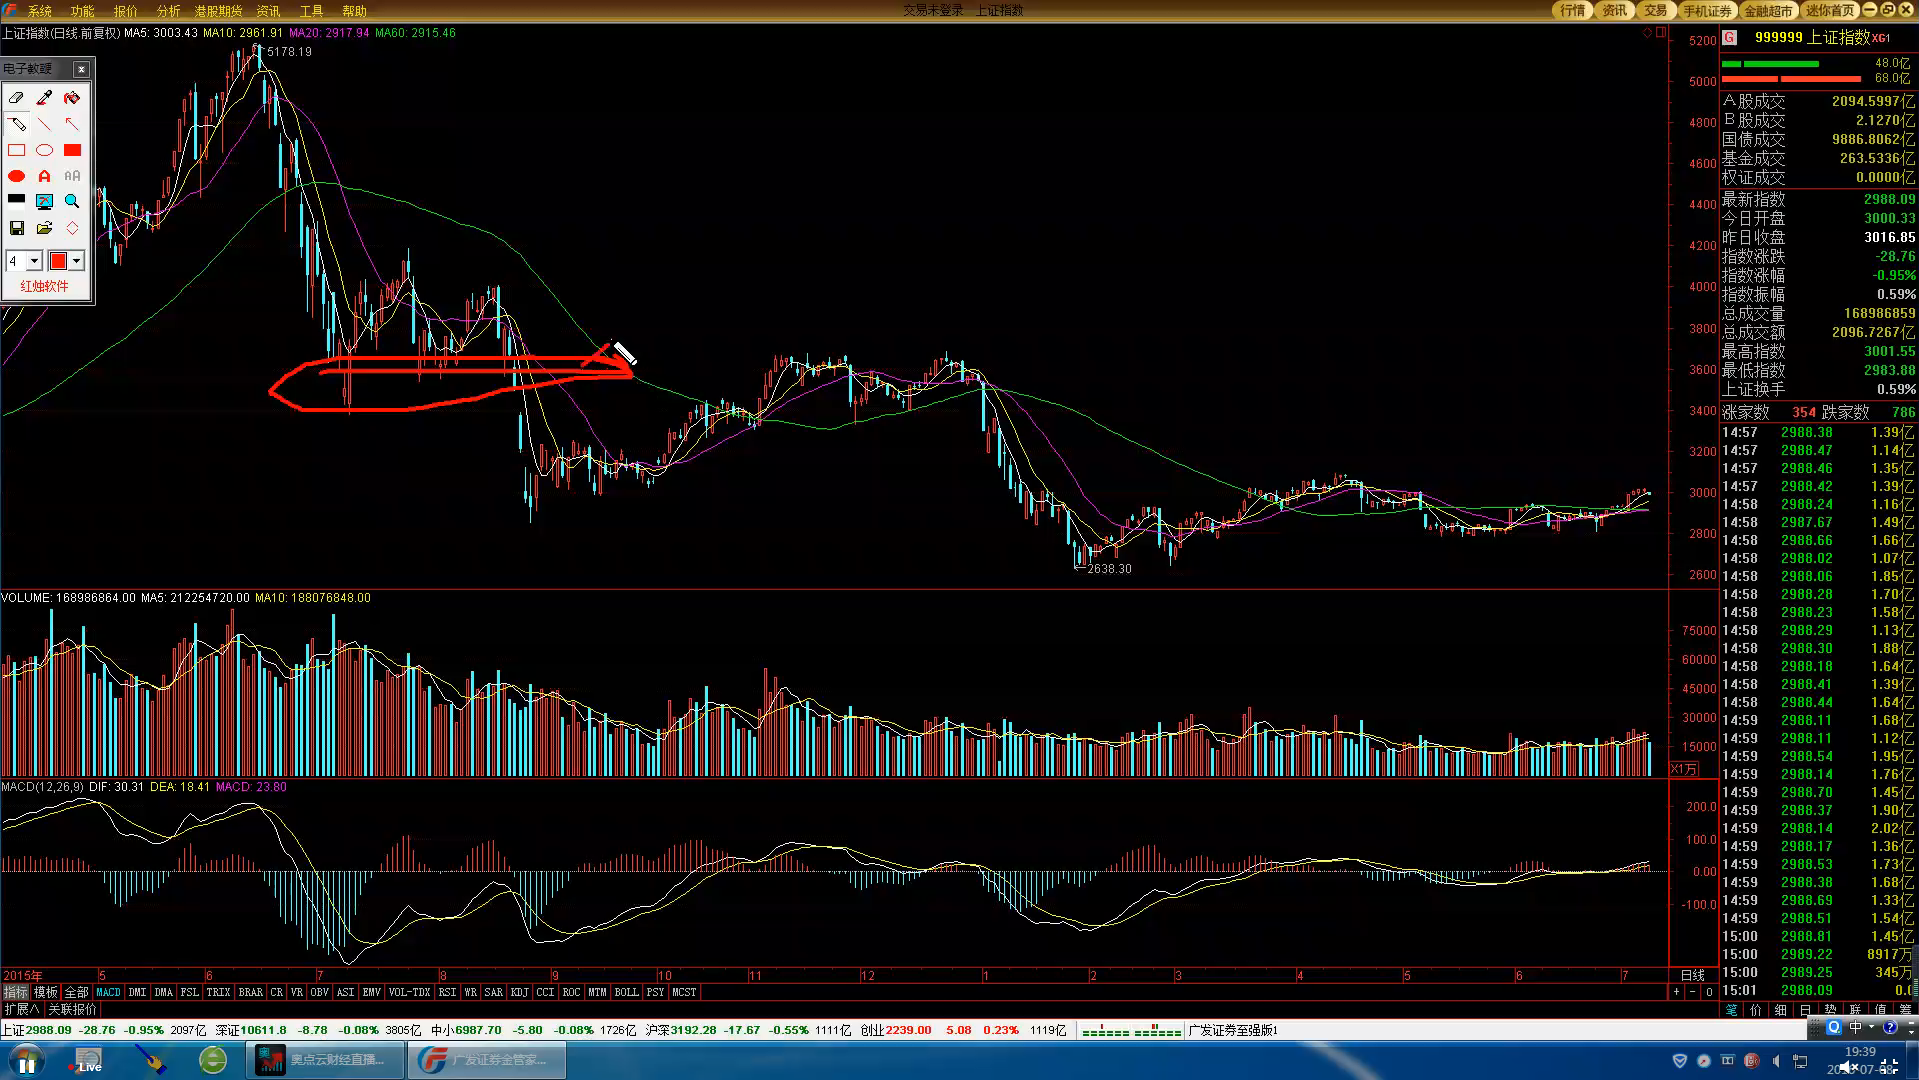 系统 功能 报价 分析 港股期货 资讯 工具 帮助 交易未登录 上证指数 行情 资讯 交易 手机证券 金融超市 迷你首页
上证指数(日线.前复权) MA5: 3003.43 MA10: 2961.91 MA20: 2917.94 MA60: 2915.46
5178.19
2638.30
电子教鞭 x
4
红烛软件
5200
5000
4800
4600
4400
4200
4000
3800
3600
3400
3200
3000
2800
2600
VOLUME: 168986864.00 MA5: 212254720.00 MA10: 188076848.00
75000
60000
45000
30000
15000
X1万
MACD(12,26,9) DIF: 30.31 DEA: 18.41 MACD: 23.80
200.0
100.0
0.00
-100.0
2015年 5 6 7 8 9 10 11 12 1 2 3 4 5 6 7 日线
指标 模板 全部 MACD DMI DMA FSL TRIX BRAR CR VR OBV ASI EMV VOL-TDX RSI WR SAR KDJ CCI ROC MTM BOLL PSY MCST + - 0
扩展∧ 关联报价
G 999999 上证指数 XG1
48.0亿
68.0亿
A股成交 2094.5997亿
B股成交 2.1270亿
国债成交 9886.8062亿
基金成交 263.5336亿
权证成交 0.0000亿
最新指数 2988.09
今日开盘 3000.33
昨日收盘 3016.85
指数涨跌 -28.76
指数涨幅 -0.95%
指数振幅 0.59%
总成交量 168986859
总成交额 2096.7267亿
最高指数 3001.55
最低指数 2983.88
上证换手 0.59%
涨家数 354 跌家数 786
14:57 2988.38 1.39亿
14:57 2988.47 1.14亿
14:57 2988.46 1.35亿
14:57 2988.42 1.39亿
14:58 2988.24 1.16亿
14:58 2987.67 1.49亿
14:58 2988.66 1.66亿
14:58 2988.02 1.07亿
14:58 2988.06 1.85亿
14:58 2988.28 1.70亿
14:58 2988.23 1.58亿
14:58 2988.29 1.13亿
14:58 2988.30 1.88亿
14:58 2988.18 1.64亿
14:58 2988.41 1.39亿
14:58 2988.44 1.64亿
14:59 2988.11 1.68亿
14:59 2988.11 1.12亿
14:59 2988.54 1.95亿
14:59 2988.14 1.76亿
14:59 2988.70 1.45亿
14:59 2988.37 1.90亿
14:59 2988.14 2.02亿
14:59 2988.17 1.36亿
14:59 2988.53 1.73亿
14:59 2988.38 1.68亿
14:59 2988.69 1.33亿
14:59 2988.51 1.54亿
14:59 2988.81 1.45亿
15:00 2989.22 8917万
15:00 2989.25 345万
15:01 2988.09 0.0
笔 价 细 日 势 联 值 筹
上证2988.09 -28.76 -0.95% 2097亿 深证10611.8 -8.78 -0.08% 3805亿 中小6987.70 -5.80 -0.08% 1726亿 沪深3192.28 -17.67 -0.55% 1111亿 创业2239.00 5.08 0.23% 1119亿 广发证券至强版1
中
Live 奥点云财经直播... 广发证券金管家...
19:39